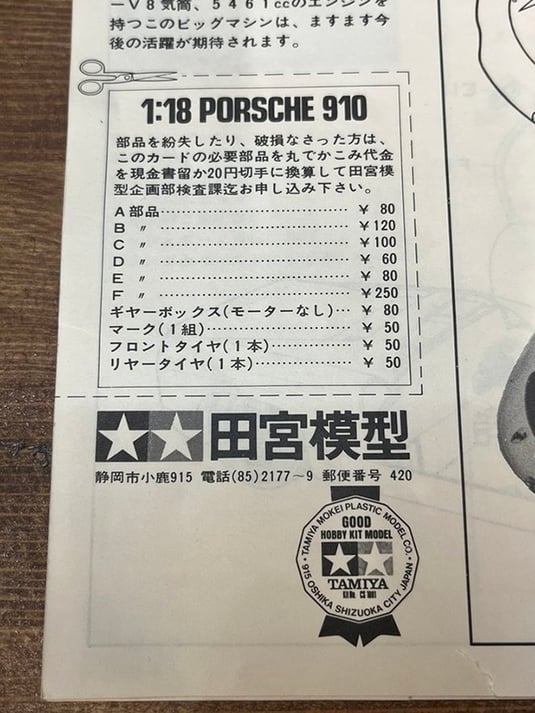 ーV8気筒、5461ccのエンジンを
持つこのビッグマシンは、ますます今
後の活躍が期待されます。
1:18 PORSCHE 910
部品を紛失したり、破損なさった方は、
このカードの必要部品を丸でかこみ代金
を現金書留か20円切手に換算して田宮模
型企画部検査課迄お申し込み下さい。
A部品 ¥ 80
B 〃 ¥120
C 〃 ¥100
D 〃 ¥ 60
E 〃 ¥ 80
F 〃 ¥250
ギヤーボックス(モーターなし) ¥ 80
マーク(1組) ¥ 50
フロントタイヤ(1本) ¥ 50
リヤータイヤ(1本) ¥ 50
田宮模型
静岡市小鹿915 電話(85)2177〜9 郵便番号 420
TAMIYA MOKEI PLASTIC MODEL CO.
GOOD
HOBBY KIT MODEL
TAMIYA
Kit No. CS 1001
915 OSHIKA SHIZUOKA CITY JAPAN